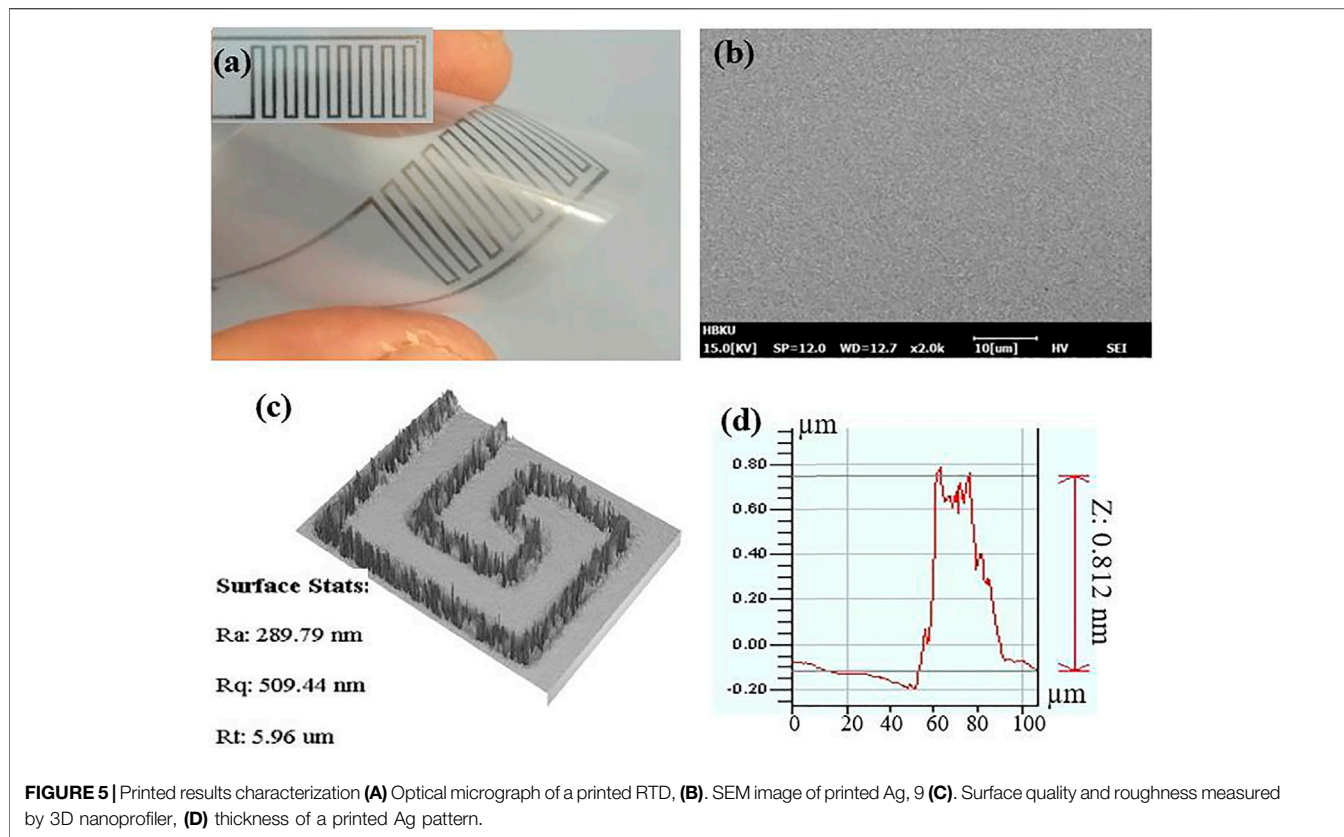 (a)
(b)
HBKU
15.0[KV] SP=12.0 WD=12.7 x2.0k 10[um] HV SEI
(c)
Surface Stats:
Ra: 289.79 nm
Rq: 509.44 nm
Rt: 5.96 um
(d)
µm
0.80
0.60
0.40
0.20
0.00
-0.20
0 20 40 60 80 100
µm
Z: 0.812 nm
FIGURE 5 | Printed results characterization (A) Optical micrograph of a printed RTD, (B). SEM image of printed Ag, 9 (C). Surface quality and roughness measured
by 3D nanoprofiler, (D) thickness of a printed Ag pattern.